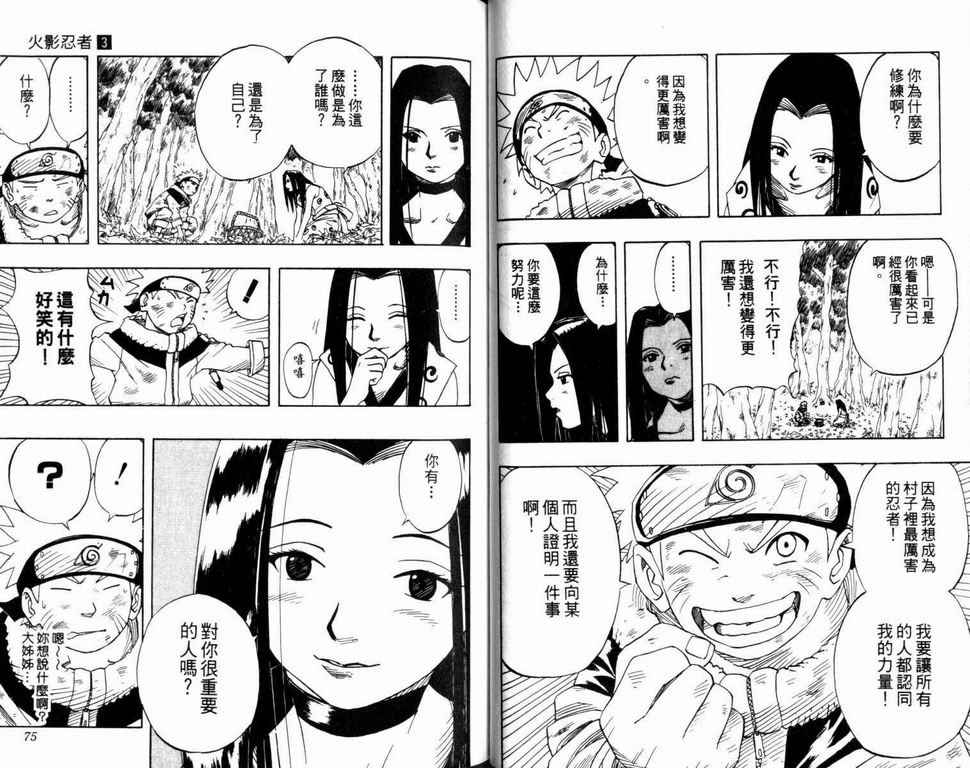 你為什麼要
修練啊?
因為我想變
得更厲害啊
。
嗯——可是
你看起來已
經很厲害了
啊。
不行!不行!
我還想變得更
厲害!
………
為什麼…
你要這麼
努力呢…
因為我想成為
村子裡最厲害
的忍者!
我要讓所有
的人都認同
我的力量!
而且我還要向某
個人證明一件事
啊!
火影忍者 3
……你這
麼做是為
了誰嗎?
還是為了
自己?
………
什麼?
………
嘻嘻
!
ムカ
這有什麼
好笑的!
你有…
對你很重要
的人嗎?
!
?
嗯~~
妳想說什麼啊?
大姊姊…
75